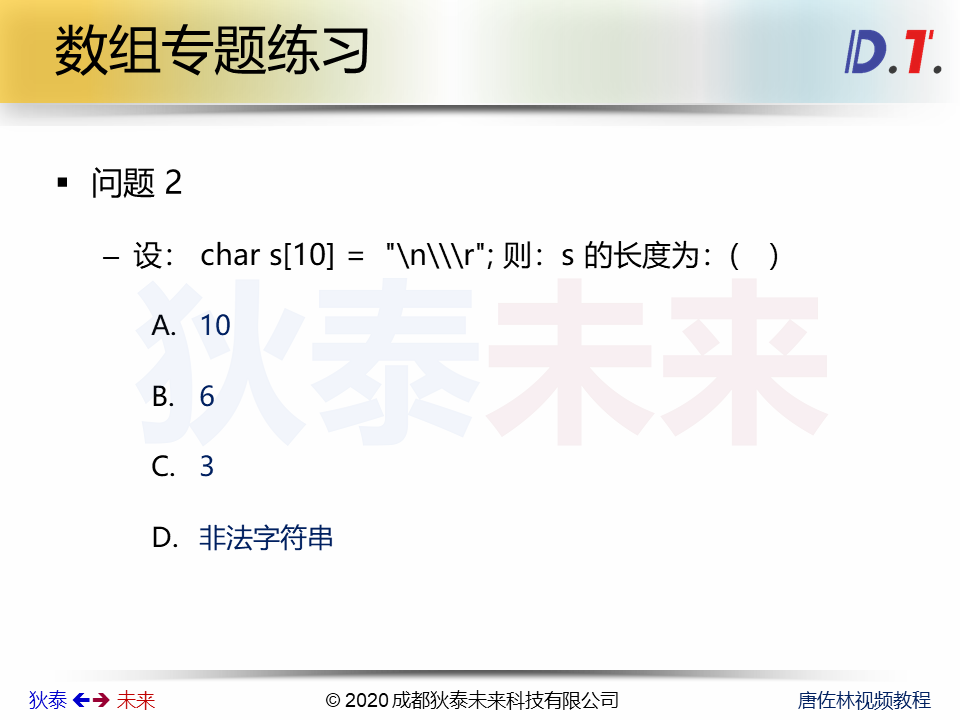 数组专题练习
D.T.
▪ 问题 2
– 设： char s[10] = "\n\\\r"; 则：s 的长度为：( )
狄泰未来
A. 10
B. 6
C. 3
D. 非法字符串
狄泰 🡸🡺 未来
© 2020 成都狄泰未来科技有限公司
唐佐林视频教程